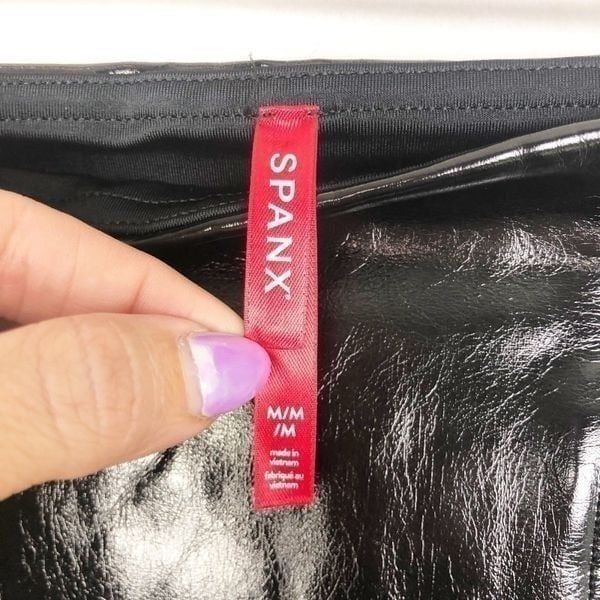 SPANX
M/M
/M
made in
vietnam
fabriqué au
vietnam